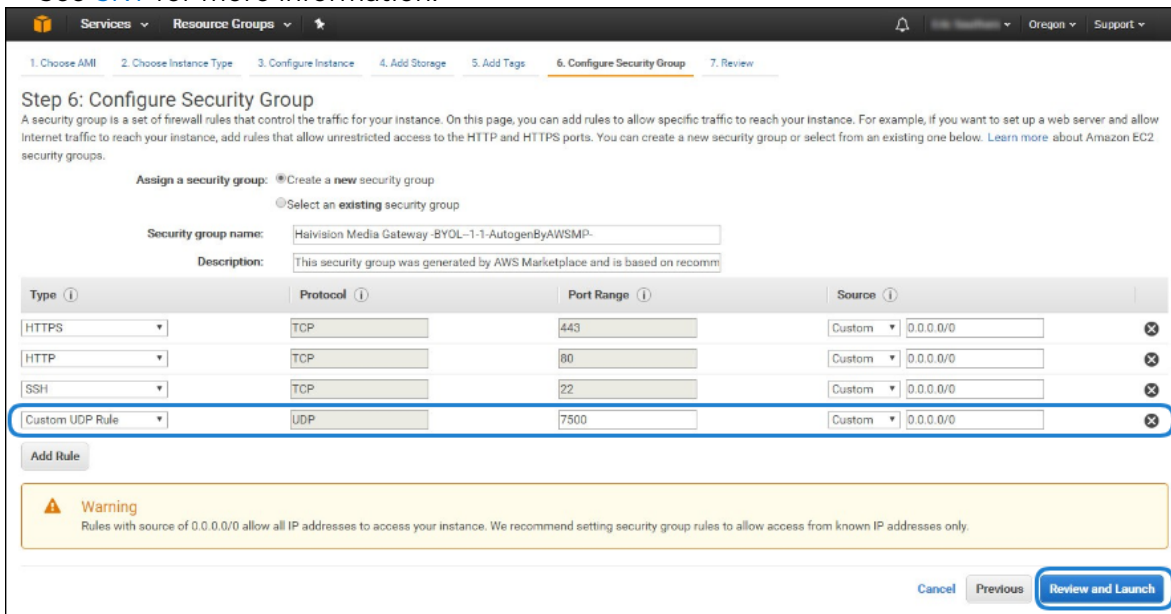 See SRT for more information.
Services Resource Groups Oregon Support
1. Choose AMI 2. Choose Instance Type 3. Configure Instance 4. Add Storage 5. Add Tags 6. Configure Security Group 7. Review
Step 6: Configure Security Group
A security group is a set of firewall rules that control the traffic for your instance. On this page, you can add rules to allow specific traffic to reach your instance. For example, if you want to set up a web server and allow
Internet traffic to reach your instance, add rules that allow unrestricted access to the HTTP and HTTPS ports. You can create a new security group or select from an existing one below. Learn more about Amazon EC2
security groups.
Assign a security group: Create a new security group
Select an existing security group
Security group name: Haivision Media Gateway -BYOL--1-1-AutogenByAWSMP-
Description: This security group was generated by AWS Marketplace and is based on recomm
Type Protocol Port Range Source
HTTPS TCP 443 Custom 0.0.0.0/0
HTTP TCP 80 Custom 0.0.0.0/0
SSH TCP 22 Custom 0.0.0.0/0
Custom UDP Rule UDP 7500 Custom 0.0.0.0/0
Add Rule
Warning
Rules with source of 0.0.0.0/0 allow all IP addresses to access your instance. We recommend setting security group rules to allow access from known IP addresses only.
Cancel Previous Review and Launch